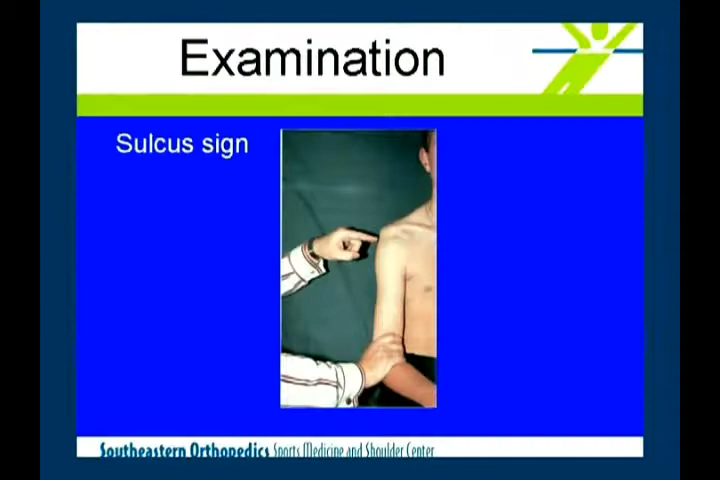 Examination
Sulcus sign
Southeastern Orthopedics Sports Medicine and Shoulder Center